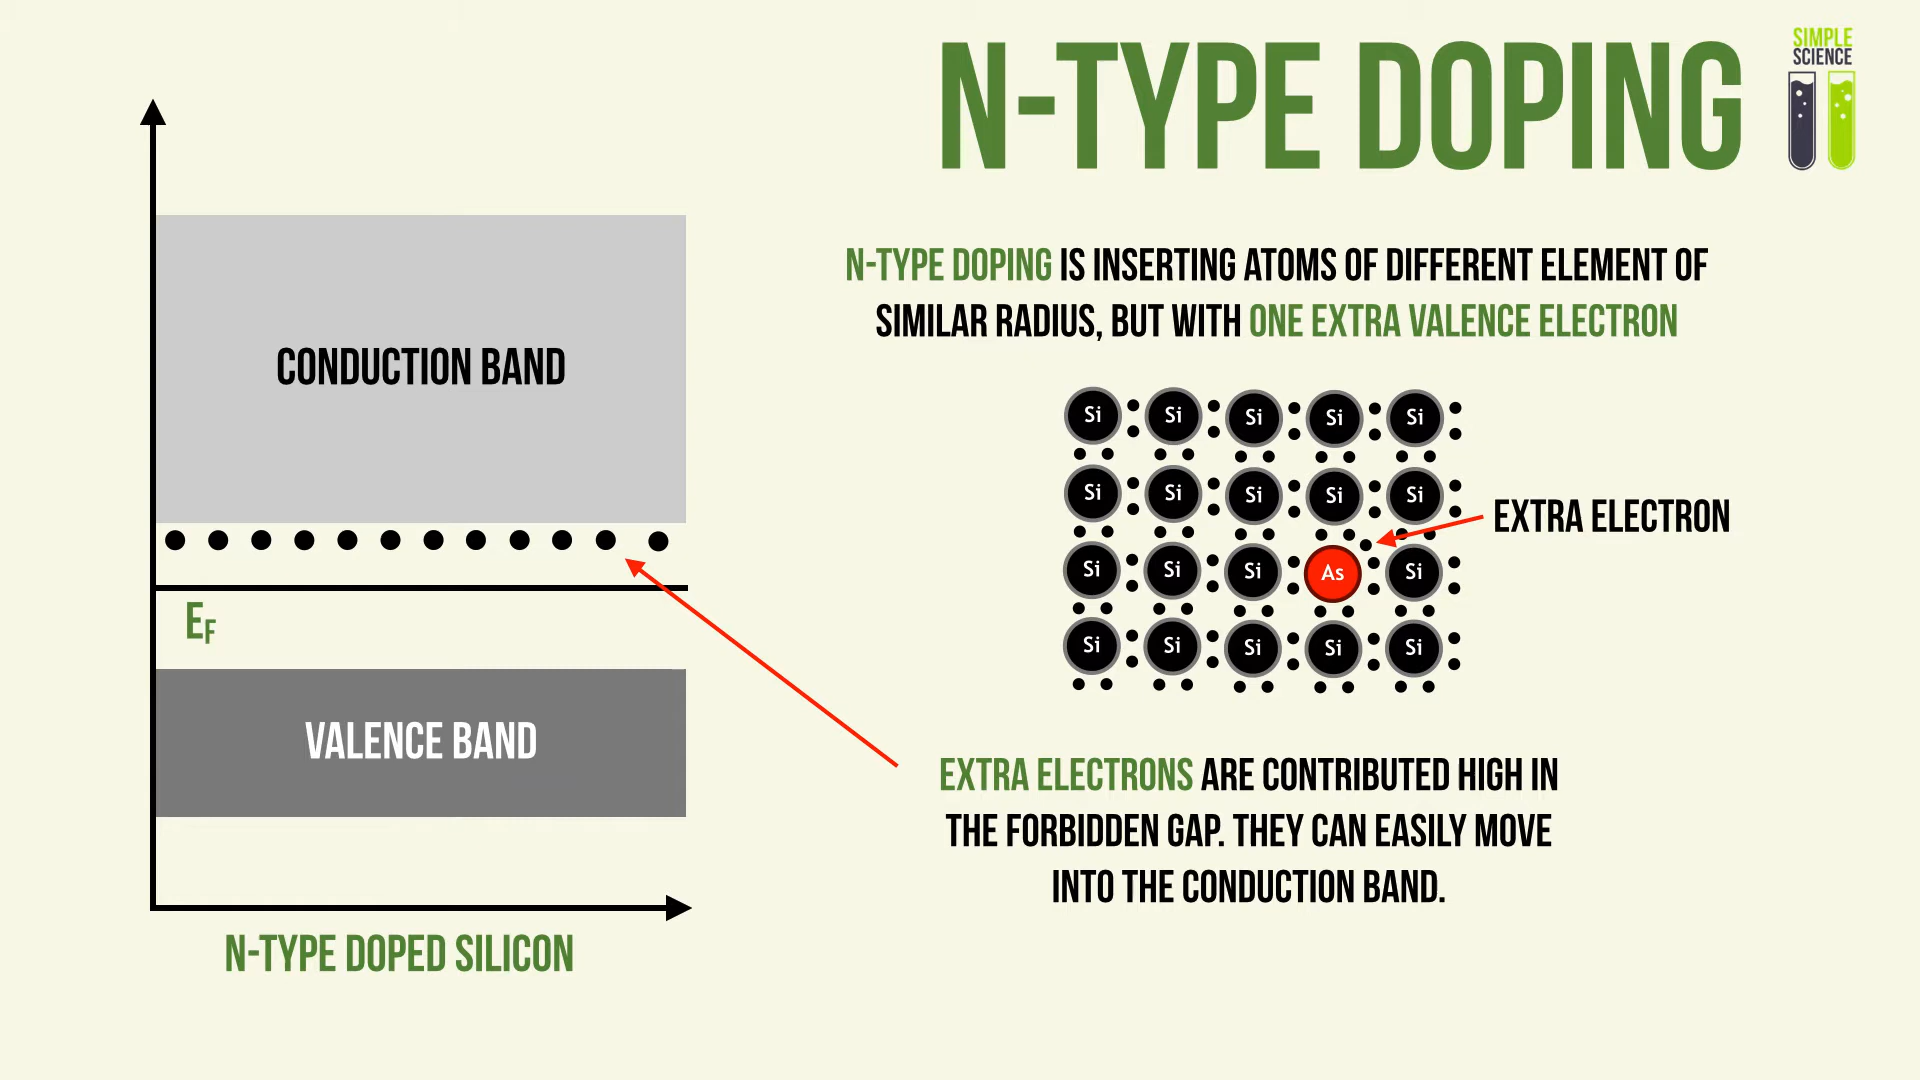 N-TYPE DOPING
SIMPLE
SCIENCE
N-TYPE DOPING IS INSERTING ATOMS OF DIFFERENT ELEMENT OF
SIMILAR RADIUS, BUT WITH ONE EXTRA VALENCE ELECTRON
CONDUCTION BAND
Si Si Si Si Si
Si Si Si Si Si
EXTRA ELECTRON
Si Si Si As Si
Si Si Si Si Si
EF
VALENCE BAND
EXTRA ELECTRONS ARE CONTRIBUTED HIGH IN
THE FORBIDDEN GAP. THEY CAN EASILY MOVE
INTO THE CONDUCTION BAND.
N-TYPE DOPED SILICON